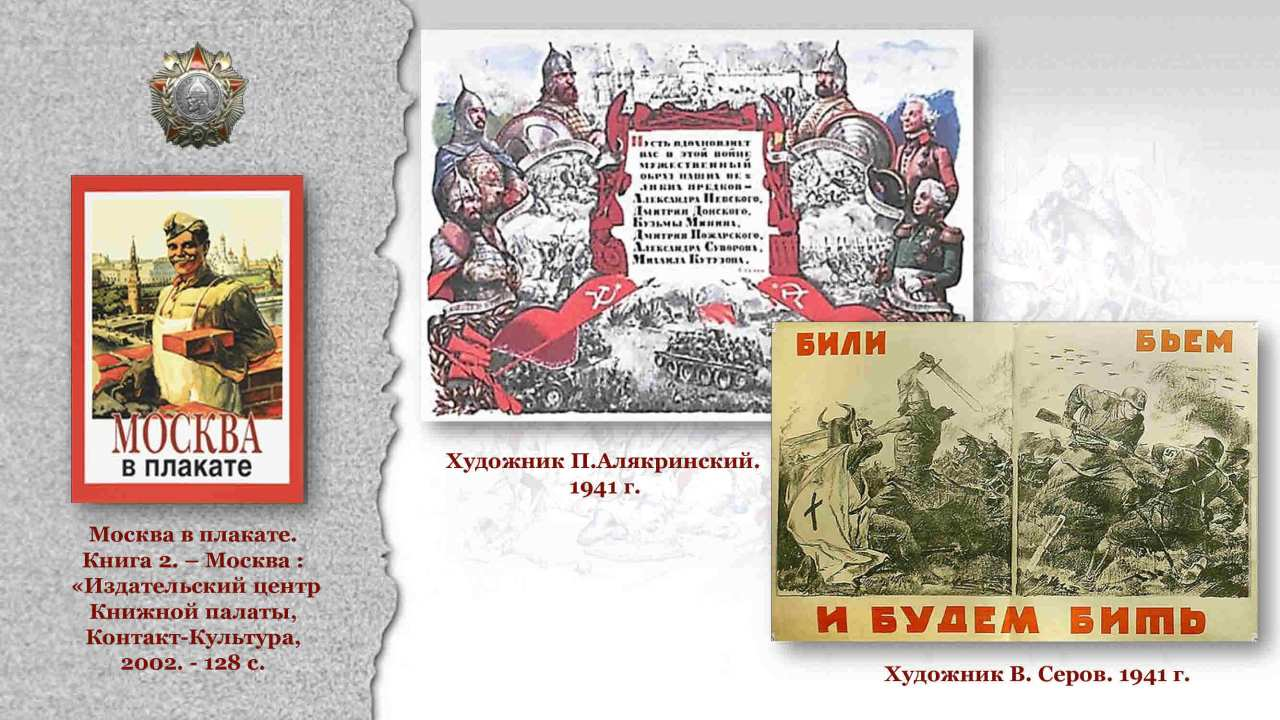 МОСКВА
в плакате
Москва в плакате.
Книга 2. – Москва :
«Издательский центр
Книжной палаты,
Контакт-Культура,
2002. - 128 с.
Пусть вдохновляет
вас в этой войне
мужественный
образ наших ве
ликих предков –
Александра Невского,
Дмитрия Донского,
Кузьмы Минина,
Дмитрия Пожарского,
Александра Суворова,
Михаила Кутузова.
Сталин
Художник П.Алякринский.
1941 г.
БИЛИ
БЬЕМ
И БУДЕМ БИТЬ
Художник В. Серов. 1941 г.